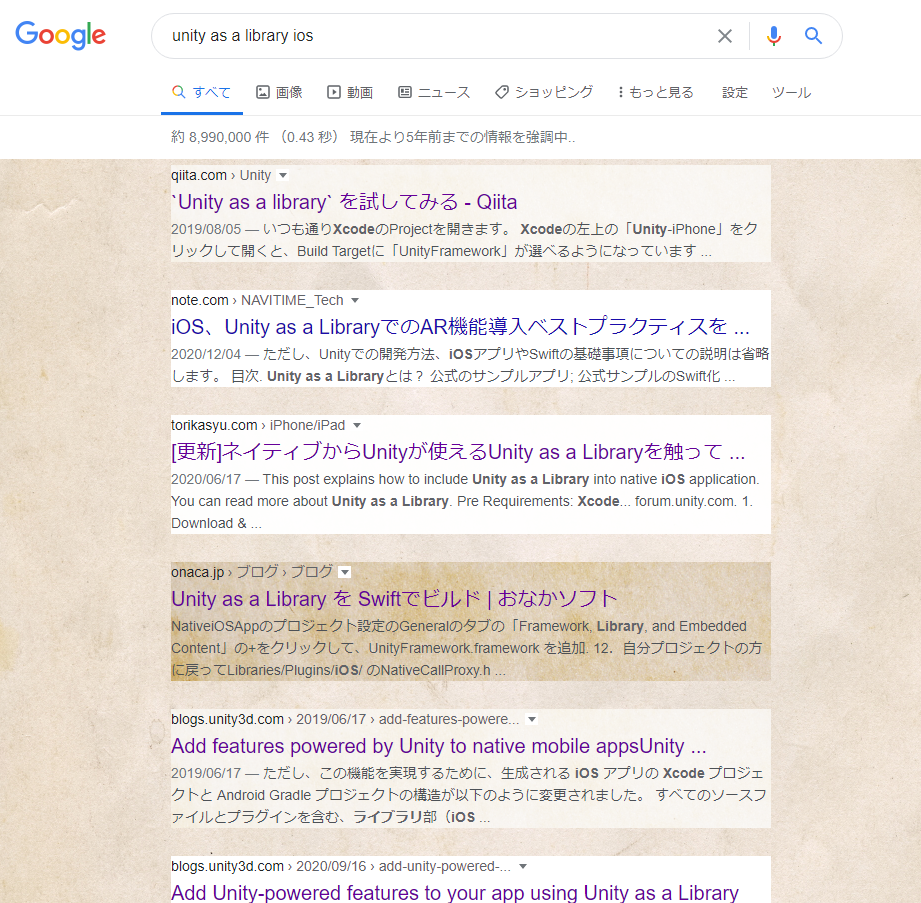 Google
unity as a library ios
すべて 画像 動画 ニュース ショッピング もっと見る 設定 ツール
約 8,990,000 件 （0.43 秒） 現在より5年前までの情報を強調中..
qiita.com › Unity
`Unity as a library` を試してみる - Qiita
2019/08/05 — いつも通りXcodeのProjectを開きます。 Xcodeの左上の「Unity-iPhone」をク
リックして開くと、Build Targetに「UnityFramework」が選べるようになっています ...
note.com › NAVITIME_Tech
iOS、Unity as a LibraryでのAR機能導入ベストプラクティスを ...
2020/12/04 — ただし、Unityでの開発方法、iOSアプリやSwiftの基礎事項についての説明は省略
します。 目次. Unity as a Libraryとは？ 公式のサンプルアプリ; 公式サンプルのSwift化 ...
torikasyu.com › iPhone/iPad
[更新]ネイティブからUnityが使えるUnity as a Libraryを触って ...
2020/06/17 — This post explains how to include Unity as a Library into native iOS application.
You can read more about Unity as a Library. Pre Requirements: Xcode... forum.unity.com. 1.
Download & ...
onaca.jp › ブログ › ブログ
Unity as a Library を Swiftでビルド | おなかソフト
NativeiOSAppのプロジェクト設定のGeneralのタブの「Framework, Library, and Embedded
Content」の+をクリックして、UnityFramework.framework を追加. 12．自分プロジェクトの方
に戻ってLibraries/Plugins/iOS/ のNativeCallProxy.h ...
blogs.unity3d.com › 2019/06/17 › add-features-powere...
Add features powered by Unity to native mobile appsUnity ...
2019/06/17 — ただし、この機能を実現するために、生成される iOS アプリの Xcode プロジェ
クトと Android Gradle プロジェクトの構造が以下のように変更されました。 すべてのソースフ
ァイルとプラグインを含む、ライブラリ部（iOS ...
blogs.unity3d.com › 2020/09/16 › add-unity-powered-...
Add Unity-powered features to your app using Unity as a Library